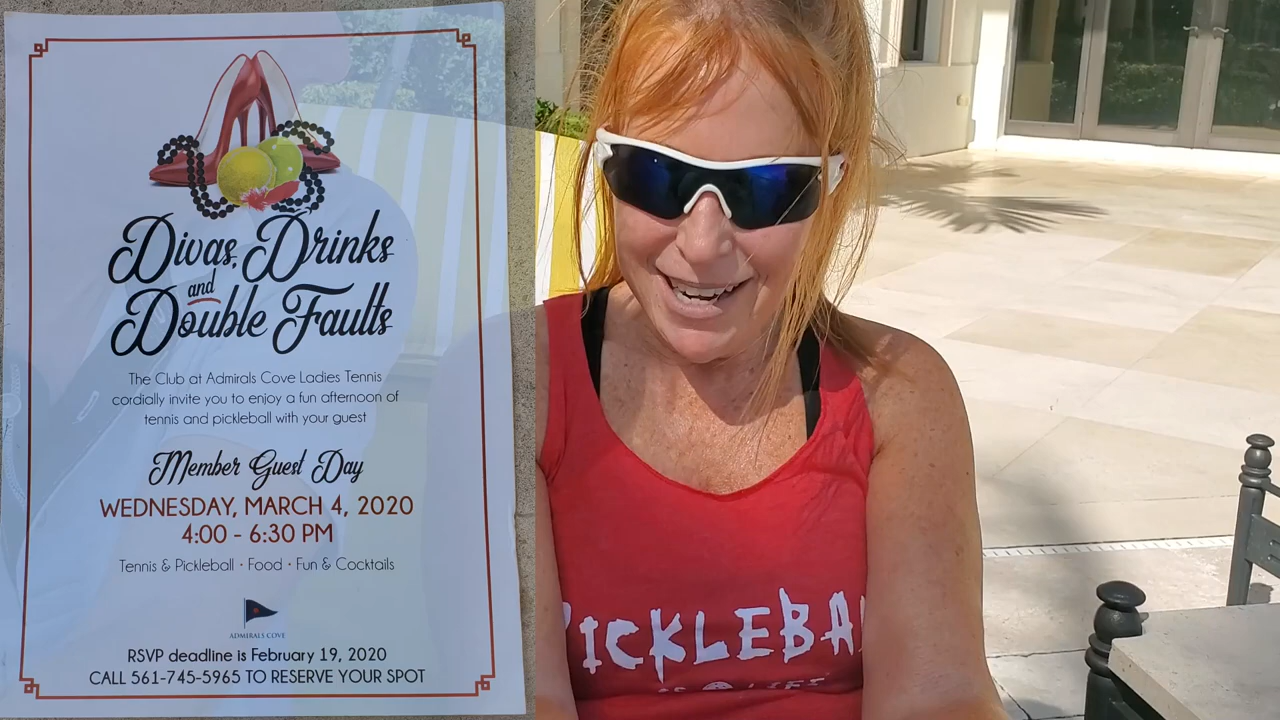 Divas, Drinks
and
Double Faults
The Club at Admirals Cove Ladies Tennis
cordially invite you to enjoy a fun afternoon of
tennis and pickleball with your guest
Member Guest Day
WEDNESDAY, MARCH 4, 2020
4:00 - 6:30 PM
Tennis & Pickleball • Food • Fun & Cocktails
ADMIRALS COVE
RSVP deadline is February 19, 2020
CALL 561-745-5965 TO RESERVE YOUR SPOT
PICKLEBA